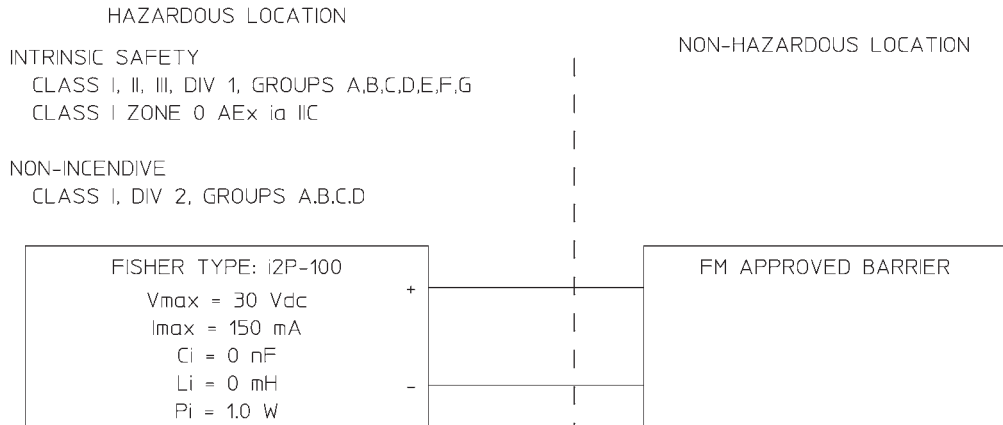 HAZARDOUS LOCATION
NON-HAZARDOUS LOCATION
INTRINSIC SAFETY
CLASS I, II, III, DIV 1, GROUPS A,B,C,D,E,F,G
CLASS I ZONE 0 AEx ia IIC
NON-INCENDIVE
CLASS I, DIV 2, GROUPS A.B.C.D
FISHER TYPE: i2P-100
Vmax = 30 Vdc
Imax = 150 mA
Ci = 0 nF
Li = 0 mH
Pi = 1.0 W
+
-
FM APPROVED BARRIER